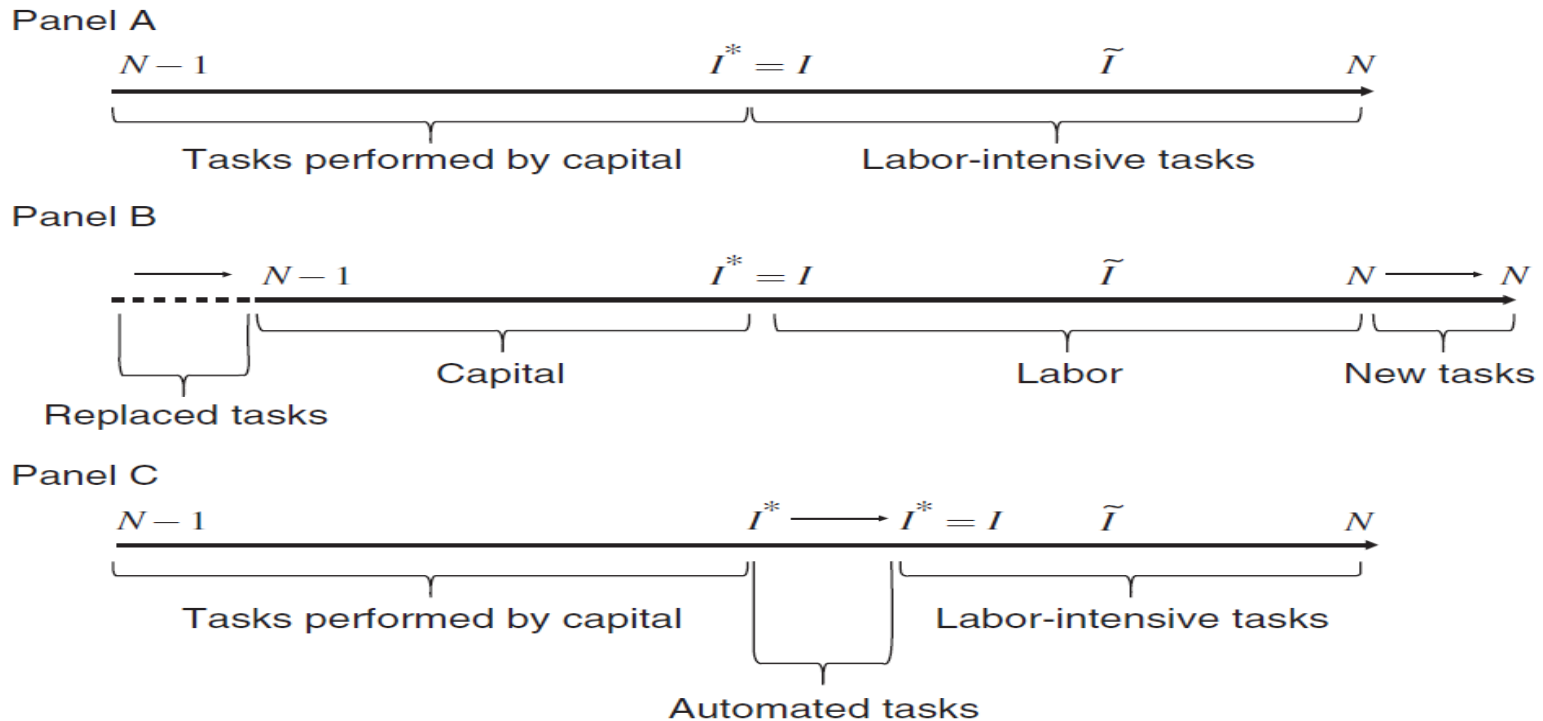 Panel A
N − 1 I* = I Ĩ N
Tasks performed by capital Labor-intensive tasks
Panel B
N − 1 I* = I Ĩ N N
Capital Labor New tasks
Replaced tasks
Panel C
N − 1 I* I* = I Ĩ N
Tasks performed by capital Labor-intensive tasks
Automated tasks